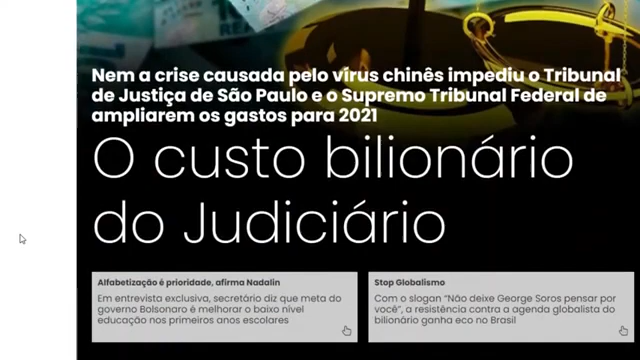 Nem a crise causada pelo vírus chinês impediu o Tribunal
de Justiça de São Paulo e o Supremo Tribunal Federal de
ampliarem os gastos para 2021
O custo bilionário
do Judiciário
Alfabetização é prioridade, afirma Nadalin
Em entrevista exclusiva, secretário diz que meta do
governo Bolsonaro é melhorar o baixo nível
educação nos primeiros anos escolares
Stop Globalismo
Com o slogan “Não deixe George Soros pensar por
você”, a resistência contra a agenda globalista do
bilionário ganha eco no Brasil